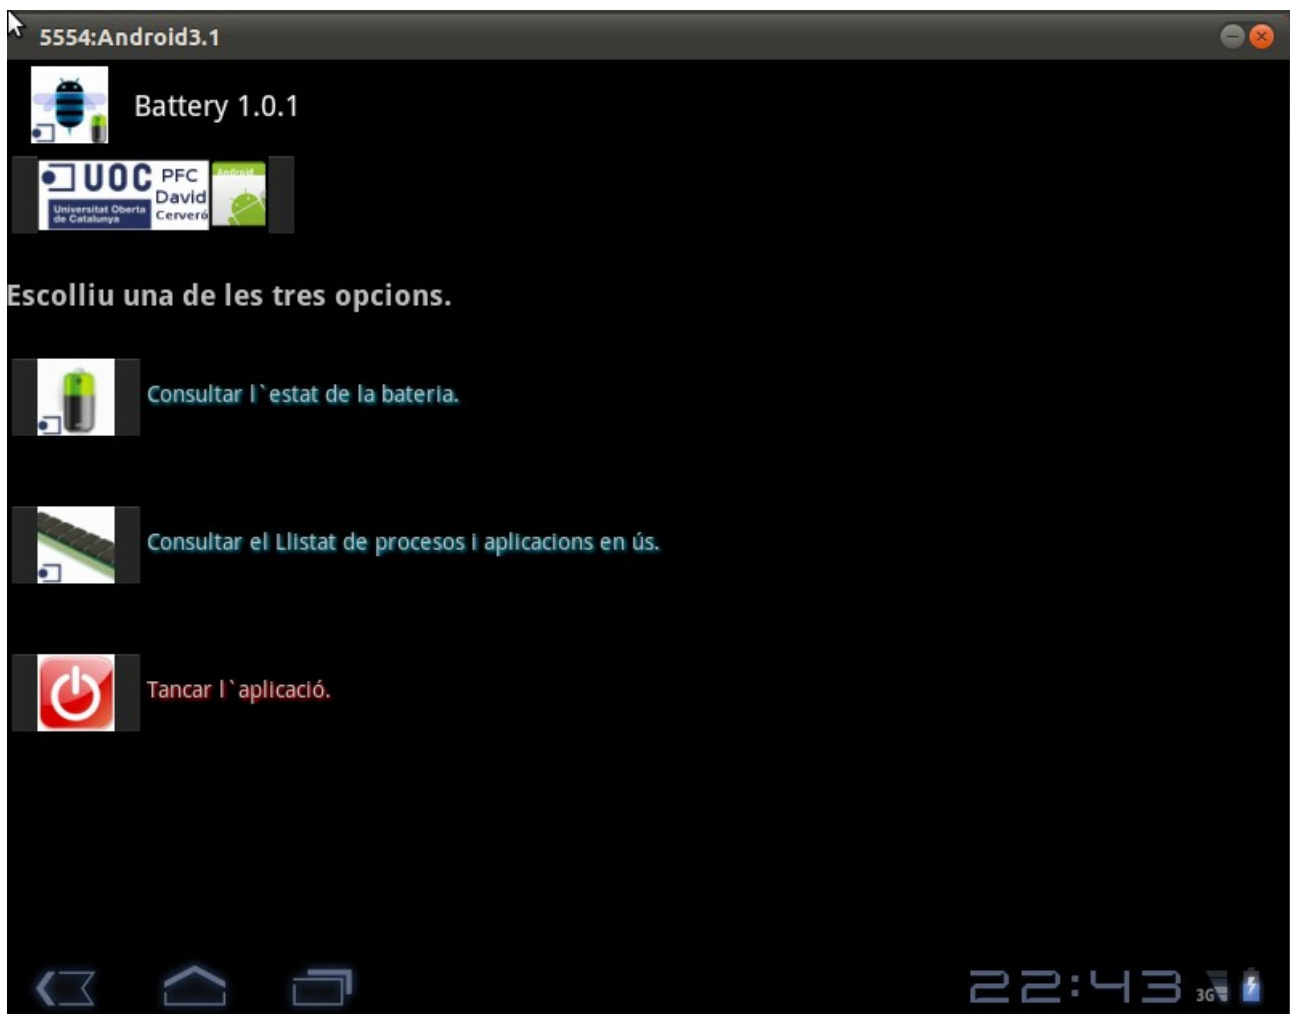 5554:Android3.1
Battery 1.0.1
UOC
Universitat Oberta
de Catalunya
PFC
David
Cerveró
Android
Escolliu una de les tres opcions.
Consultar l`estat de la bateria.
Consultar el Llistat de procesos i aplicacions en ús.
Tancar l`aplicació.
22:43
3G